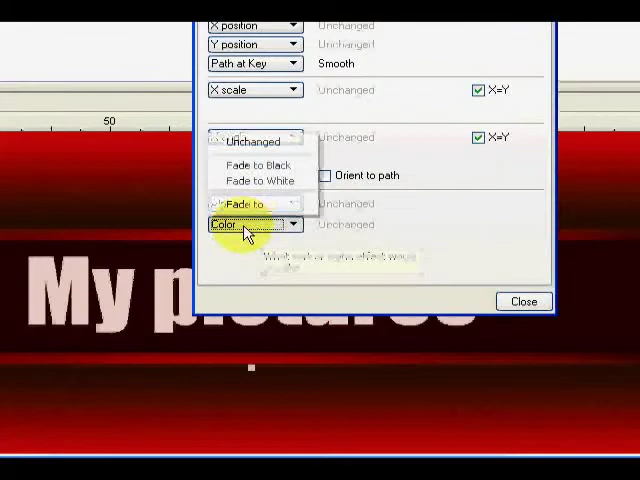 X position Unchanged
Y position Unchanged
Path at Key Smooth
X scale Unchanged X=Y
Unchanged Unchanged X=Y
Fade to Black
Fade to White Orient to path
Fade to Unchanged
Color Unchanged
Close
My pictures
50